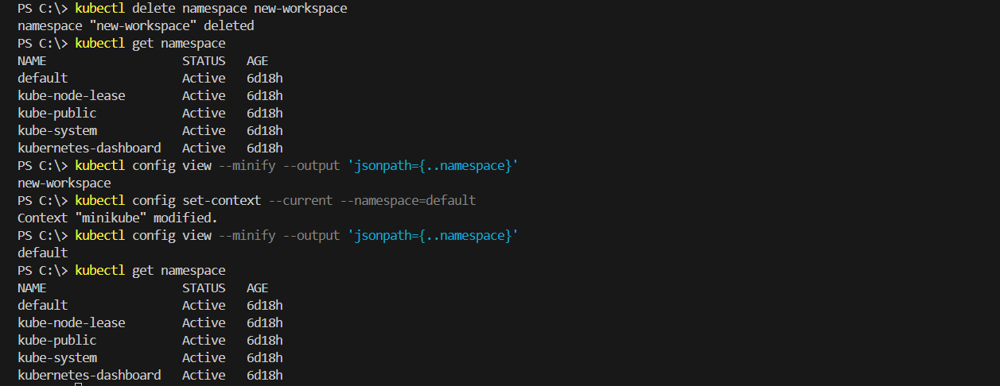 PS C:\> kubectl delete namespace new-workspace
namespace "new-workspace" deleted
PS C:\> kubectl get namespace
NAME                   STATUS   AGE
default                Active   6d18h
kube-node-lease        Active   6d18h
kube-public            Active   6d18h
kube-system            Active   6d18h
kubernetes-dashboard   Active   6d18h
PS C:\> kubectl config view --minify --output 'jsonpath={..namespace}'
new-workspace
PS C:\> kubectl config set-context --current --namespace=default
Context "minikube" modified.
PS C:\> kubectl config view --minify --output 'jsonpath={..namespace}'
default
PS C:\> kubectl get namespace
NAME                   STATUS   AGE
default                Active   6d18h
kube-node-lease        Active   6d18h
kube-public            Active   6d18h
kube-system            Active   6d18h
kubernetes-dashboard   Active   6d18h